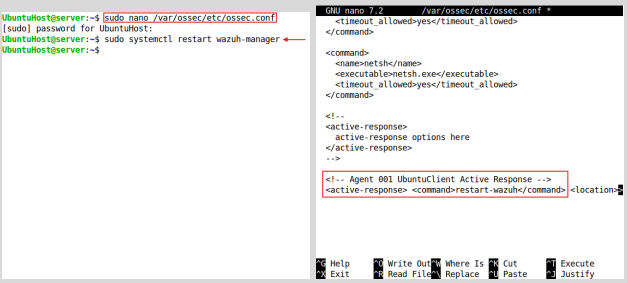 UbuntuHost@server:~$ sudo nano /var/ossec/etc/ossec.conf
[sudo] password for UbuntuHost:
UbuntuHost@server:~$ sudo systemctl restart wazuh-manager
UbuntuHost@server:~$
GNU nano 7.2 /var/ossec/etc/ossec.conf *
<timeout_allowed>yes</timeout_allowed>
</command>
<command>
<name>netsh</name>
<executable>netsh.exe</executable>
<timeout_allowed>yes</timeout_allowed>
</command>
<!--
<active-response>
active-response options here
</active-response>
-->
<!-- Agent 001 UbuntuClient Active Response -->
<active-response> <command>restart-wazuh</command> <location>>
^G Help ^O Write Out ^W Where Is ^K Cut ^T Execute
^X Exit ^R Read File ^\ Replace ^U Paste ^J Justify